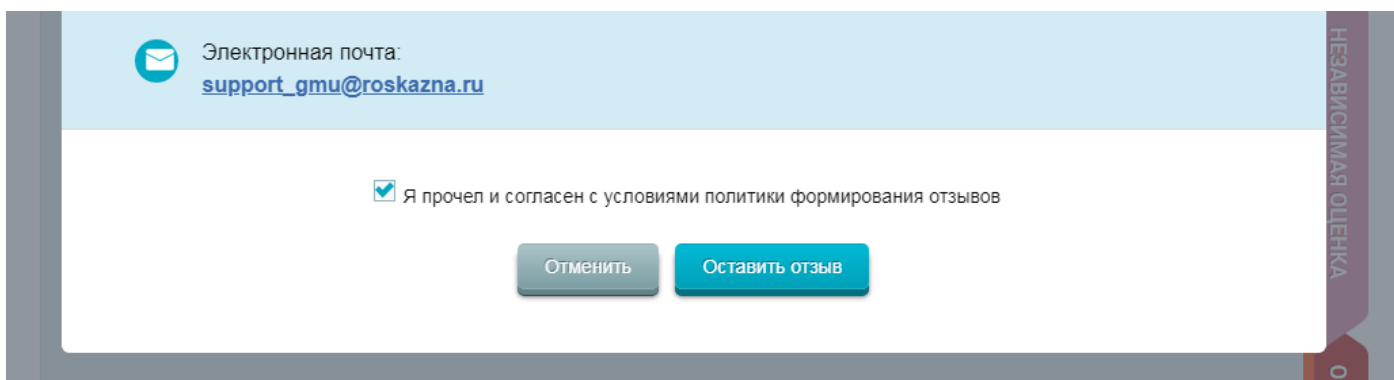 Электронная почта:
support_gmu@roskazna.ru
Я прочел и согласен с условиями политики формирования отзывов
Отменить
Оставить отзыв
НЕЗАВИСИМАЯ ОЦЕНКА
О